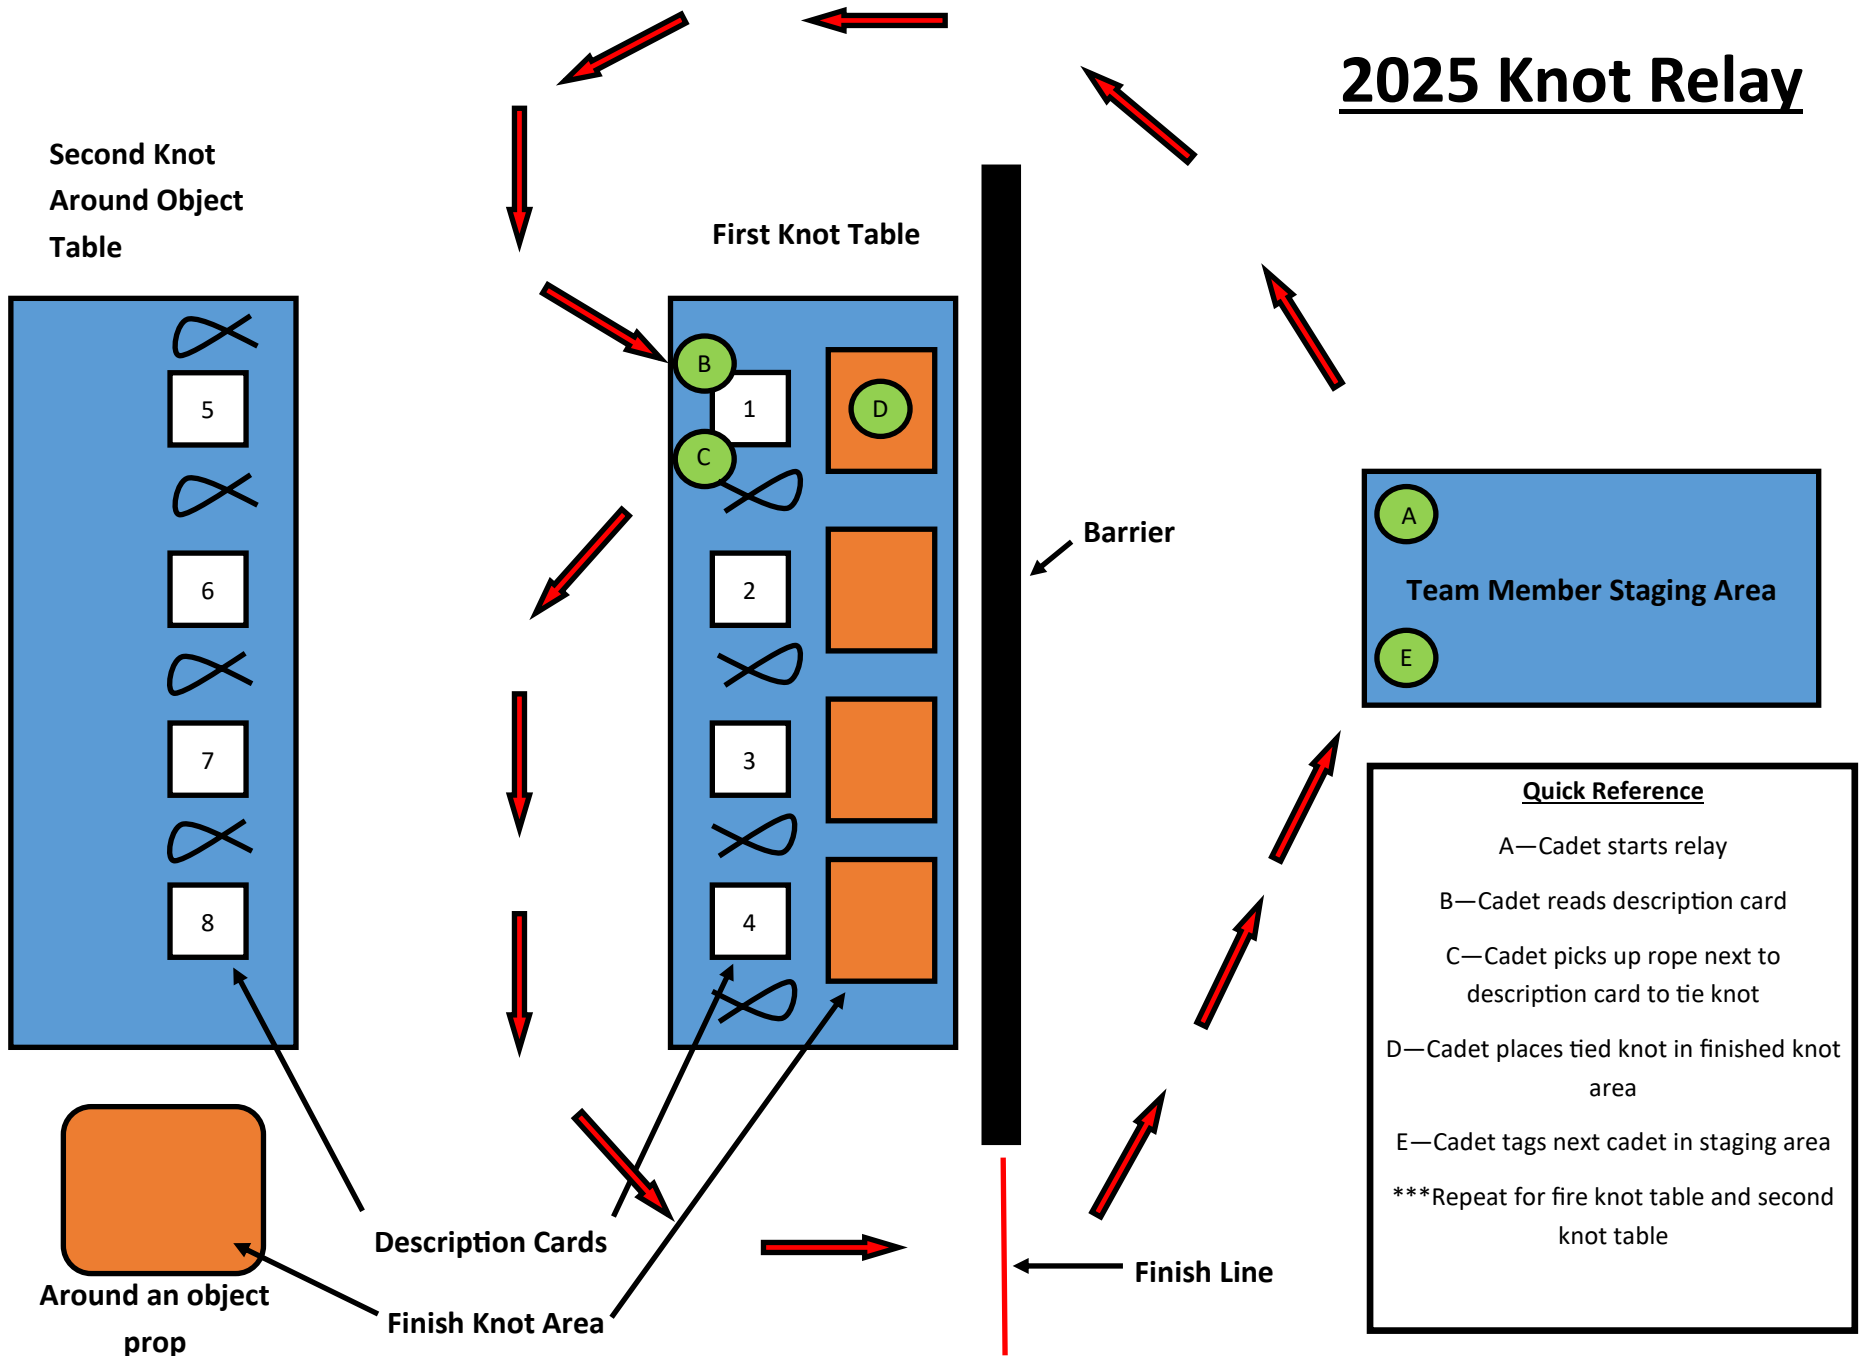 2025 Knot Relay
Second Knot
Around Object
Table
First Knot Table
5
6
7
8
B
1
C
D
2
3
4
Barrier
A
Team Member Staging Area
E
Quick Reference
A—Cadet starts relay
B—Cadet reads description card
C—Cadet picks up rope next to
description card to tie knot
D—Cadet places tied knot in finished knot
area
E—Cadet tags next cadet in staging area
***Repeat for fire knot table and second
knot table
Description Cards
Finish Line
Around an object
prop
Finish Knot Area